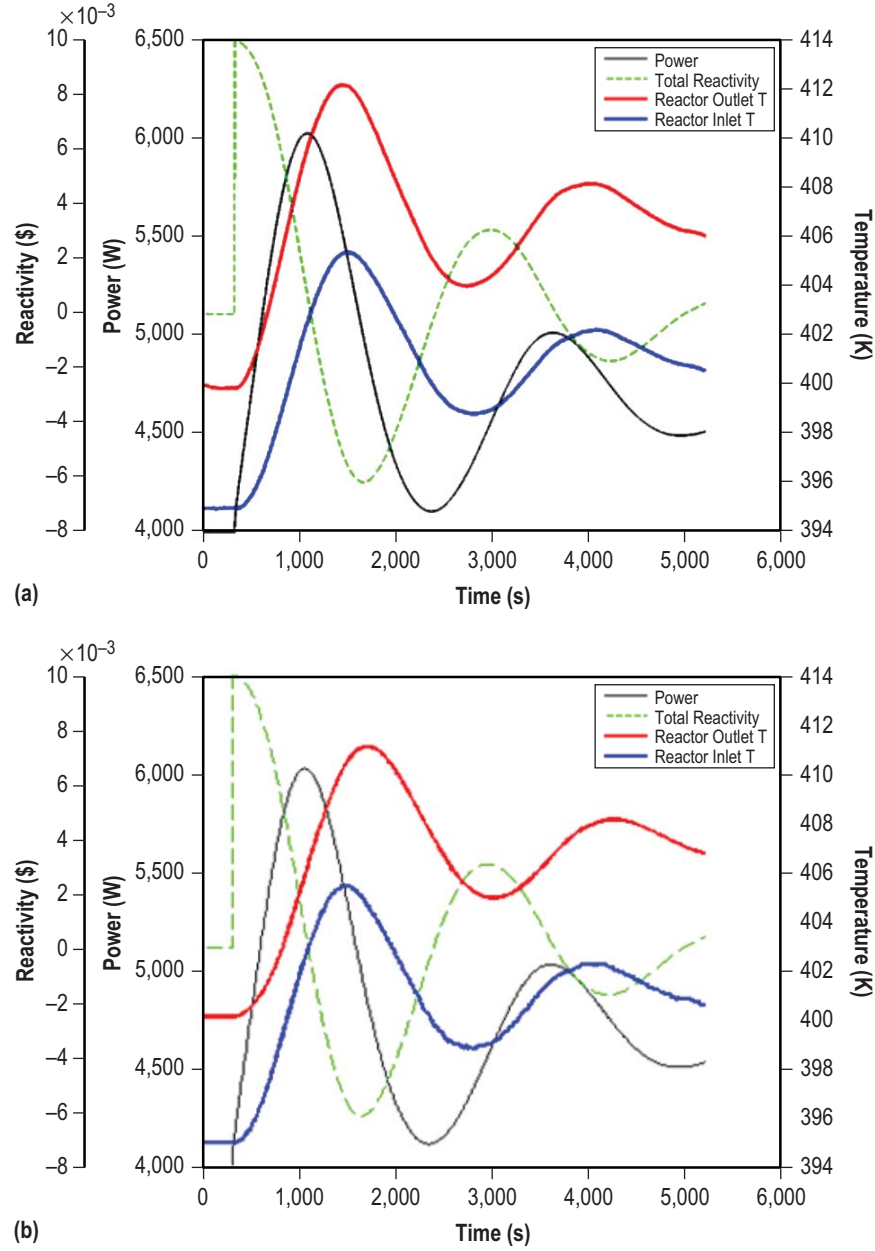 ×10–3
10
8
6
4
2
0
–2
–4
–6
–8
Reactivity ($)
6,500
6,000
5,500
5,000
4,500
4,000
Power (W)
Power
Total Reactivity
Reactor Outlet T
Reactor Inlet T
414
412
410
408
406
404
402
400
398
396
394
Temperature (K)
0 1,000 2,000 3,000 4,000 5,000 6,000
Time (s)
(a)
×10–3
10
8
6
4
2
0
–2
–4
–6
–8
Reactivity ($)
6,500
6,000
5,500
5,000
4,500
4,000
Power (W)
Power
Total Reactivity
Reactor Outlet T
Reactor Inlet T
414
412
410
408
406
404
402
400
398
396
394
Temperature (K)
0 1,000 2,000 3,000 4,000 5,000 6,000
Time (s)
(b)